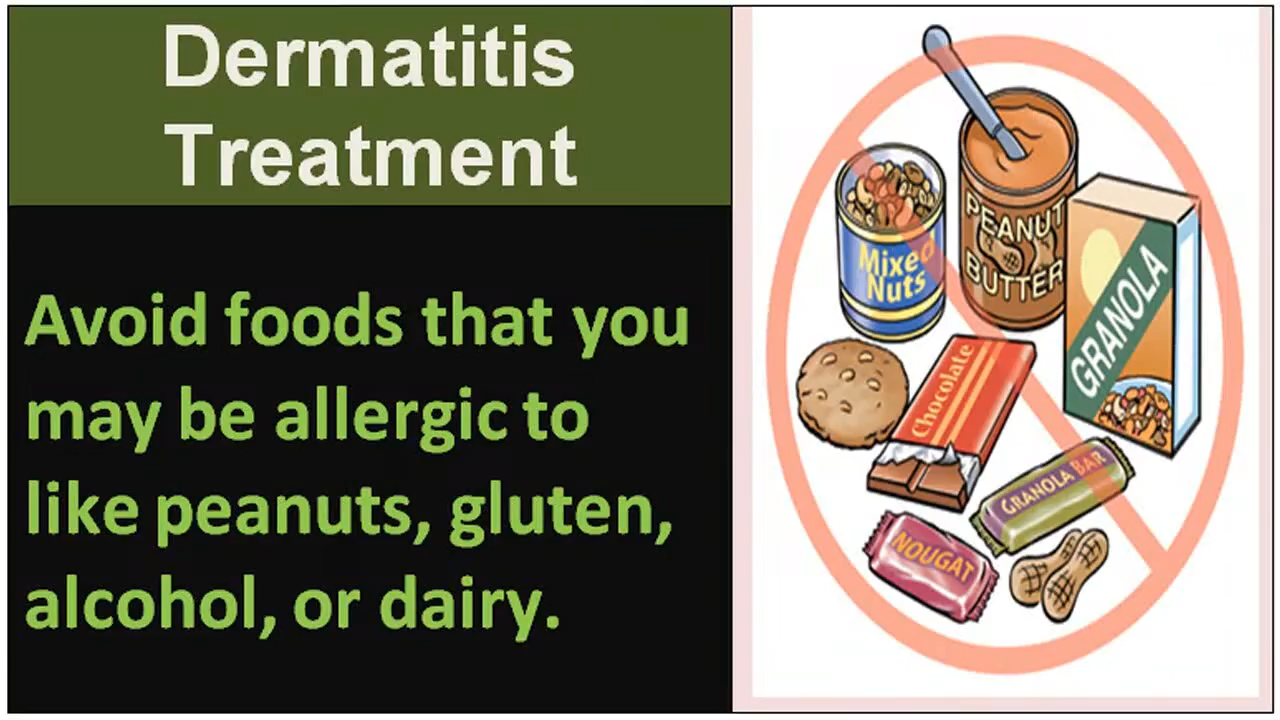 Dermatitis
Treatment
Avoid foods that you
may be allergic to
like peanuts, gluten,
alcohol, or dairy.
PEANUT
BUTTER
Mixed
Nuts
GRANOLA
Chocolate
GRANOLA BAR
NOUGAT